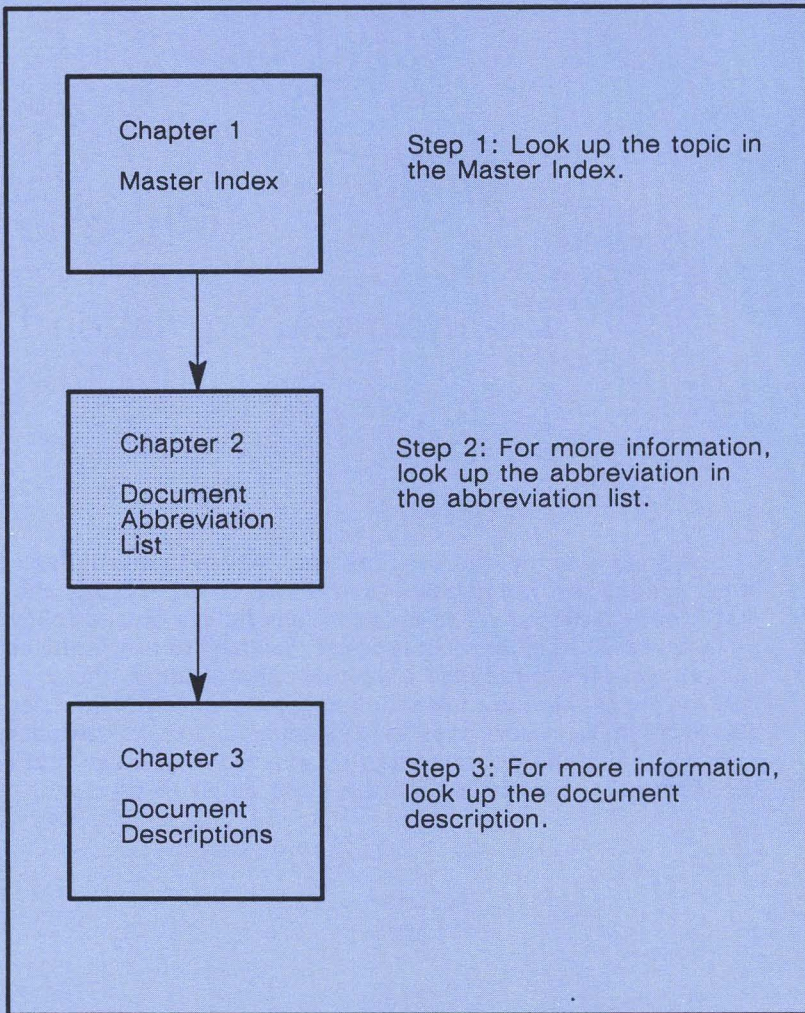 Chapter 1
Master Index
Step 1: Look up the topic in
the Master Index.
Chapter 2
Document
Abbreviation
List
Step 2: For more information,
look up the abbreviation in
the abbreviation list.
Chapter 3
Document
Descriptions
Step 3: For more information,
look up the document
description.